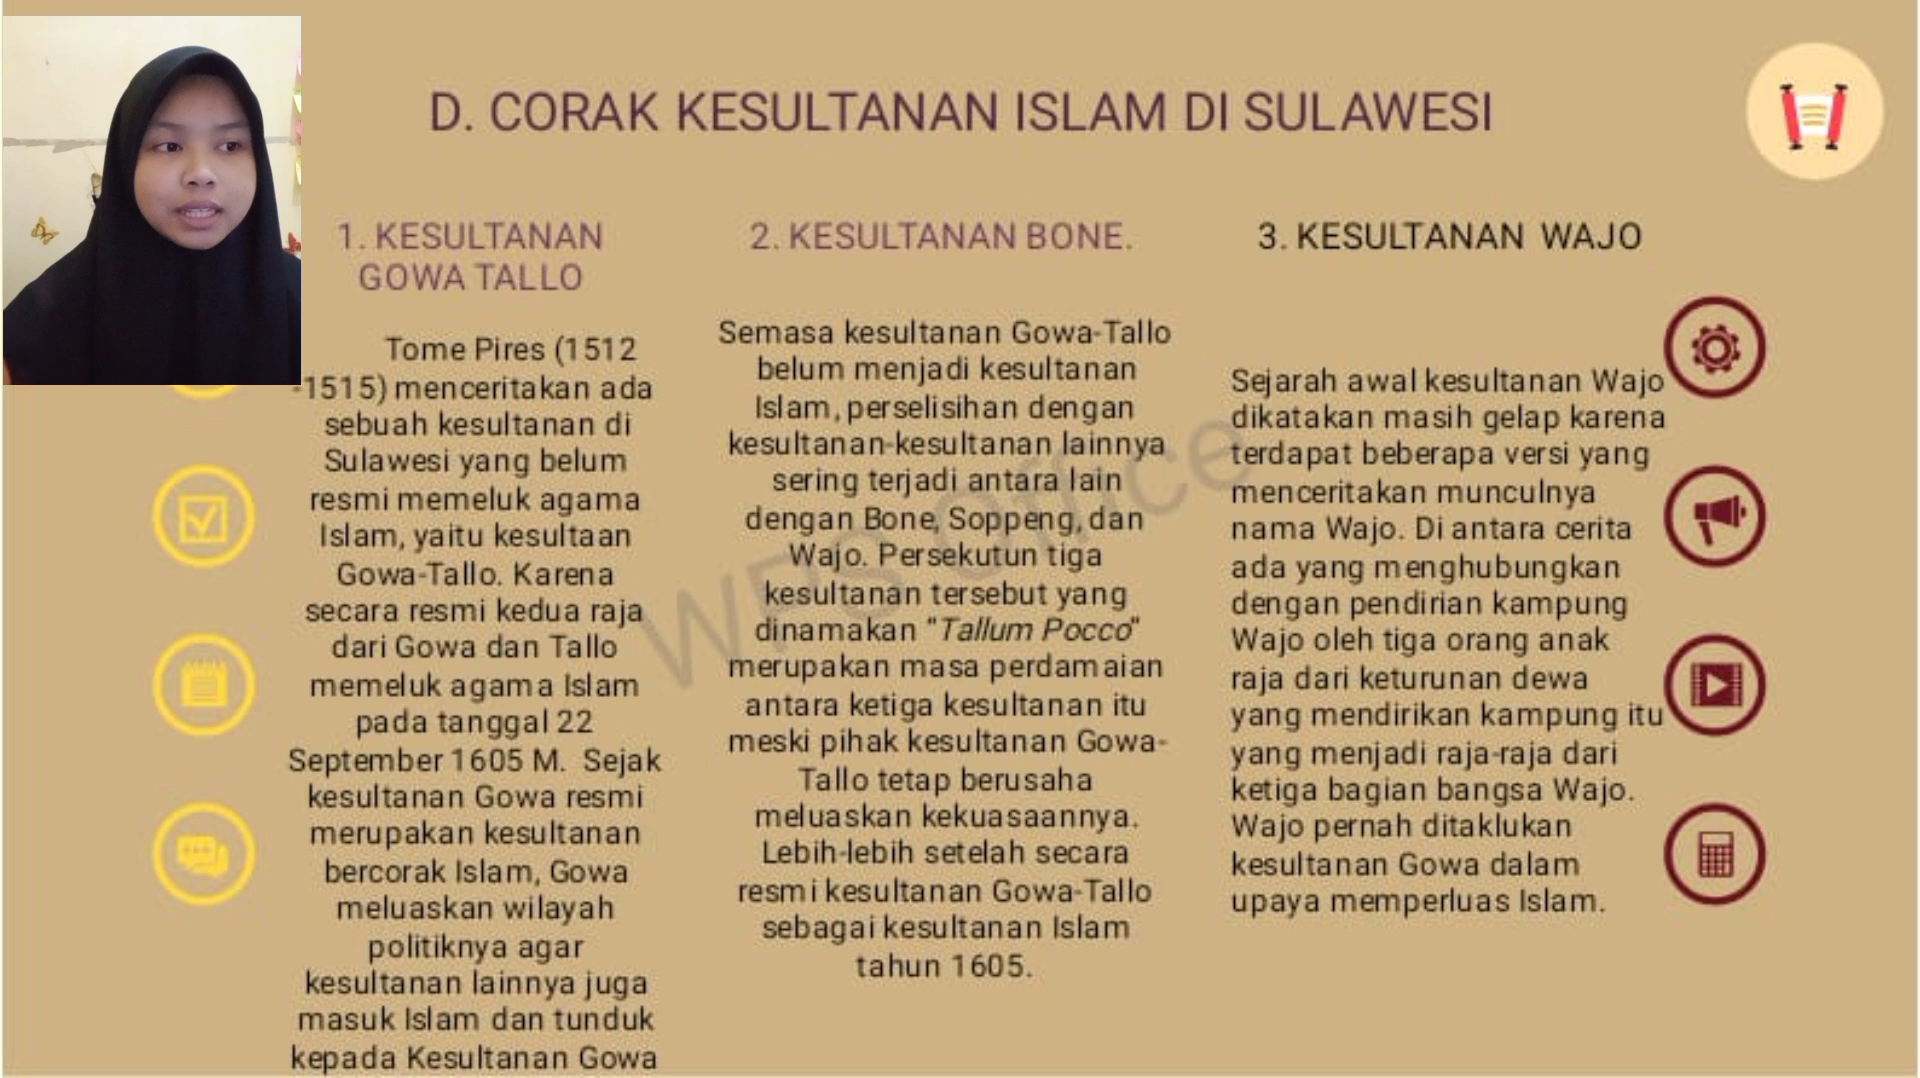 D. CORAK KESULTANAN ISLAM DI SULAWESI
1. KESULTANAN
GOWA TALLO
Tome Pires (1512
-1515) menceritakan ada
sebuah kesultanan di
Sulawesi yang belum
resmi memeluk agama
Islam, yaitu kesultaan
Gowa-Tallo. Karena
secara resmi kedua raja
dari Gowa dan Tallo
memeluk agama Islam
pada tanggal 22
September 1605 M. Sejak
kesultanan Gowa resmi
merupakan kesultanan
bercorak Islam, Gowa
meluaskan wilayah
politiknya agar
kesultanan lainnya juga
masuk Islam dan tunduk
kepada Kesultanan Gowa
2. KESULTANAN BONE.
Semasa kesultanan Gowa-Tallo
belum menjadi kesultanan
Islam, perselisihan dengan
kesultanan-kesultanan lainnya
sering terjadi antara lain
dengan Bone, Soppeng, dan
Wajo. Persekutun tiga
kesultanan tersebut yang
dinamakan “Tallum Pocco”
merupakan masa perdamaian
antara ketiga kesultanan itu
meski pihak kesultanan Gowa-
Tallo tetap berusaha
meluaskan kekuasaannya.
Lebih-lebih setelah secara
resmi kesultanan Gowa-Tallo
sebagai kesultanan Islam
tahun 1605.
3. KESULTANAN WAJO
Sejarah awal kesultanan Wajo
dikatakan masih gelap karena
terdapat beberapa versi yang
menceritakan munculnya
nama Wajo. Di antara cerita
ada yang menghubungkan
dengan pendirian kampung
Wajo oleh tiga orang anak
raja dari keturunan dewa
yang mendirikan kampung itu
yang menjadi raja-raja dari
ketiga bagian bangsa Wajo.
Wajo pernah ditaklukan
kesultanan Gowa dalam
upaya memperluas Islam.
WPS Office